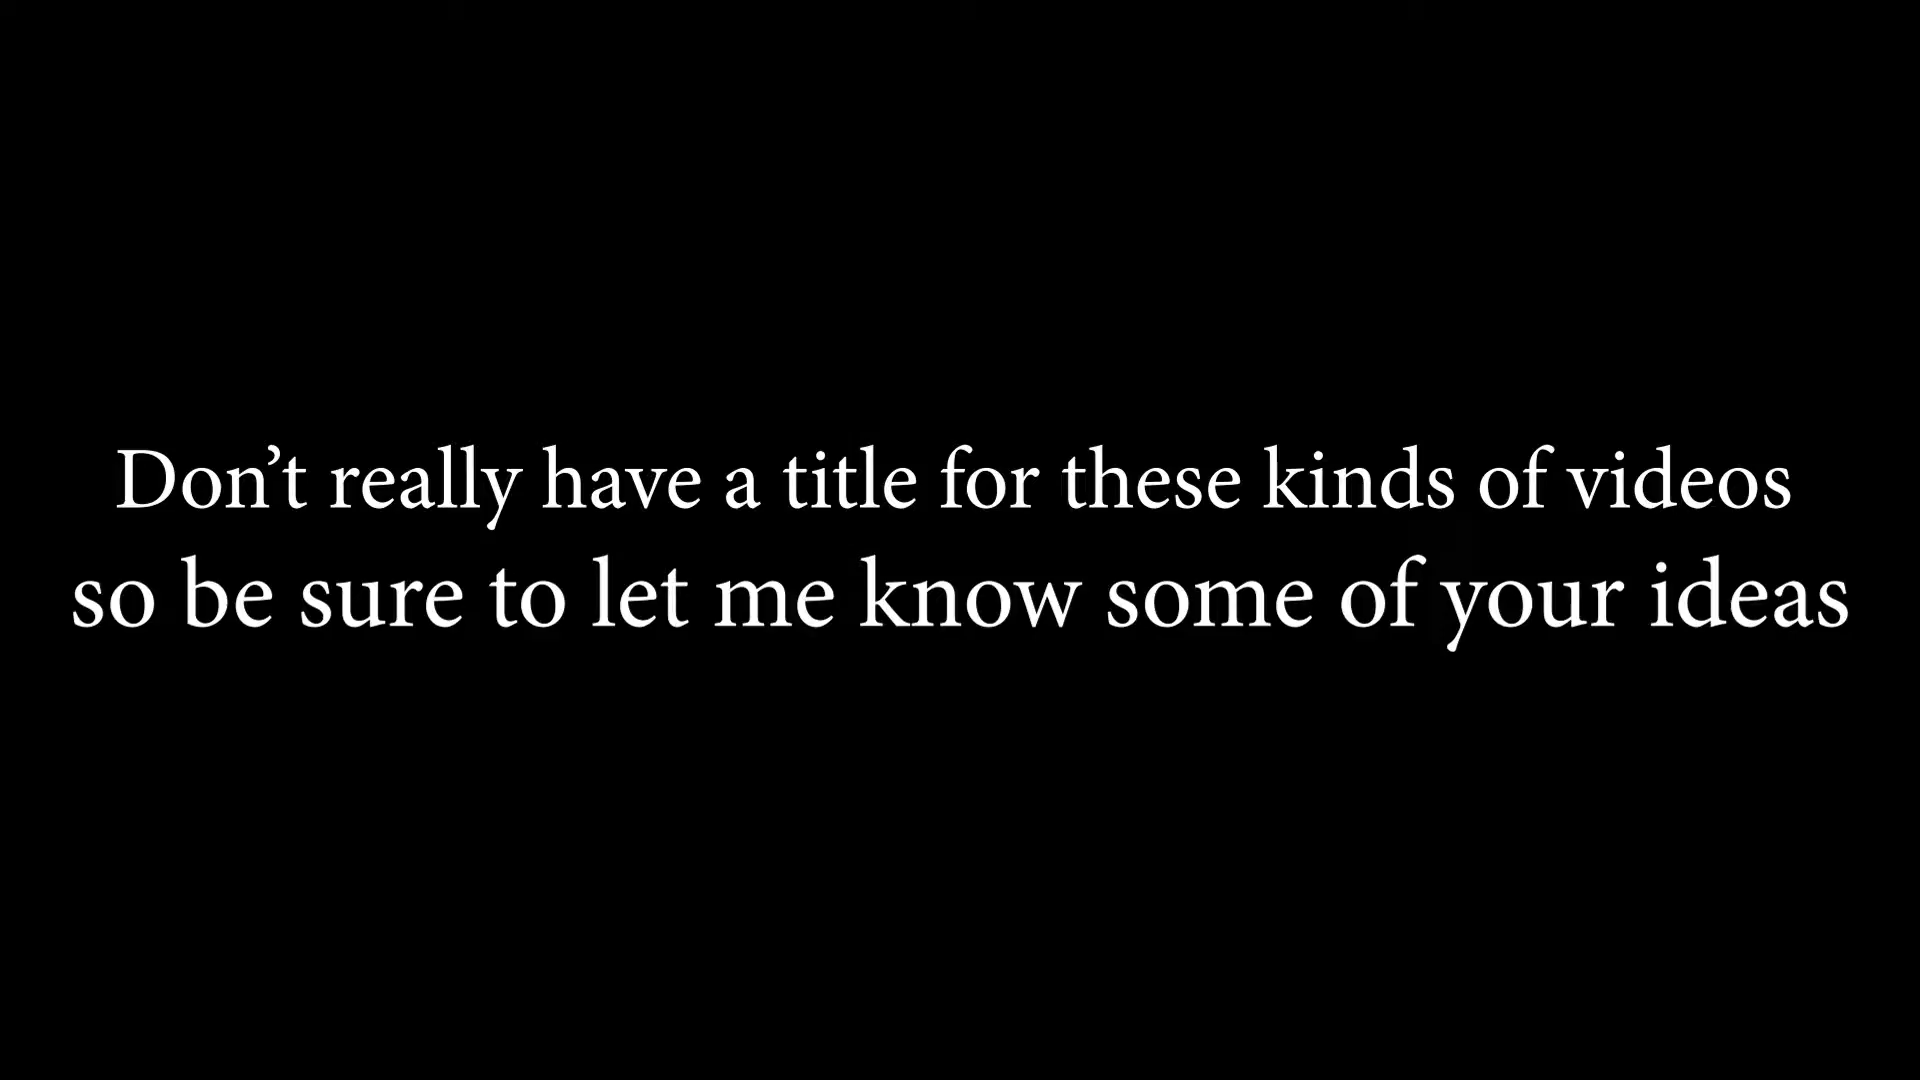 Don’t really have a title for these kinds of videos
so be sure to let me know some of your ideas